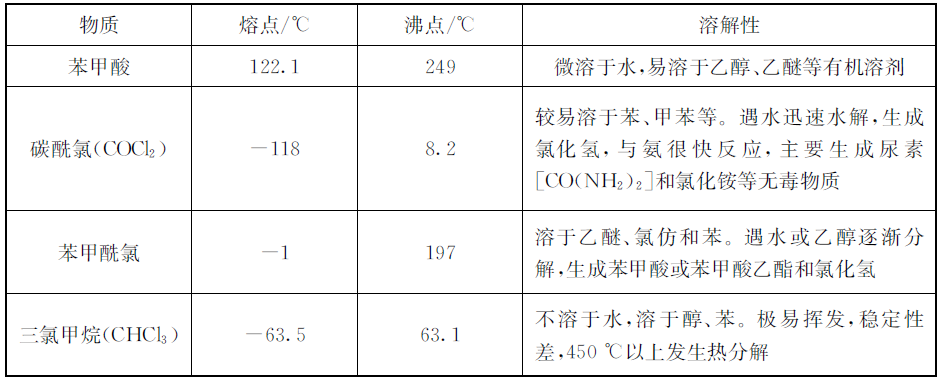 物质 熔点/℃ 沸点/℃ 溶解性
苯甲酸 122.1 249 微溶于水,易溶于乙醇、乙醚等有机溶剂
碳酰氯(COCl₂) －118 8.2 较易溶于苯、甲苯等。遇水迅速水解,生成
氯化氢,与氨很快反应,主要生成尿素
[CO(NH₂)₂]和氯化铵等无毒物质
苯甲酰氯 －1 197 溶于乙醚、氯仿和苯。遇水或乙醇逐渐分
解,生成苯甲酸或苯甲酸乙酯和氯化氢
三氯甲烷(CHCl₃) －63.5 63.1 不溶于水,溶于醇、苯。极易挥发,稳定性
差,450 ℃以上发生热分解